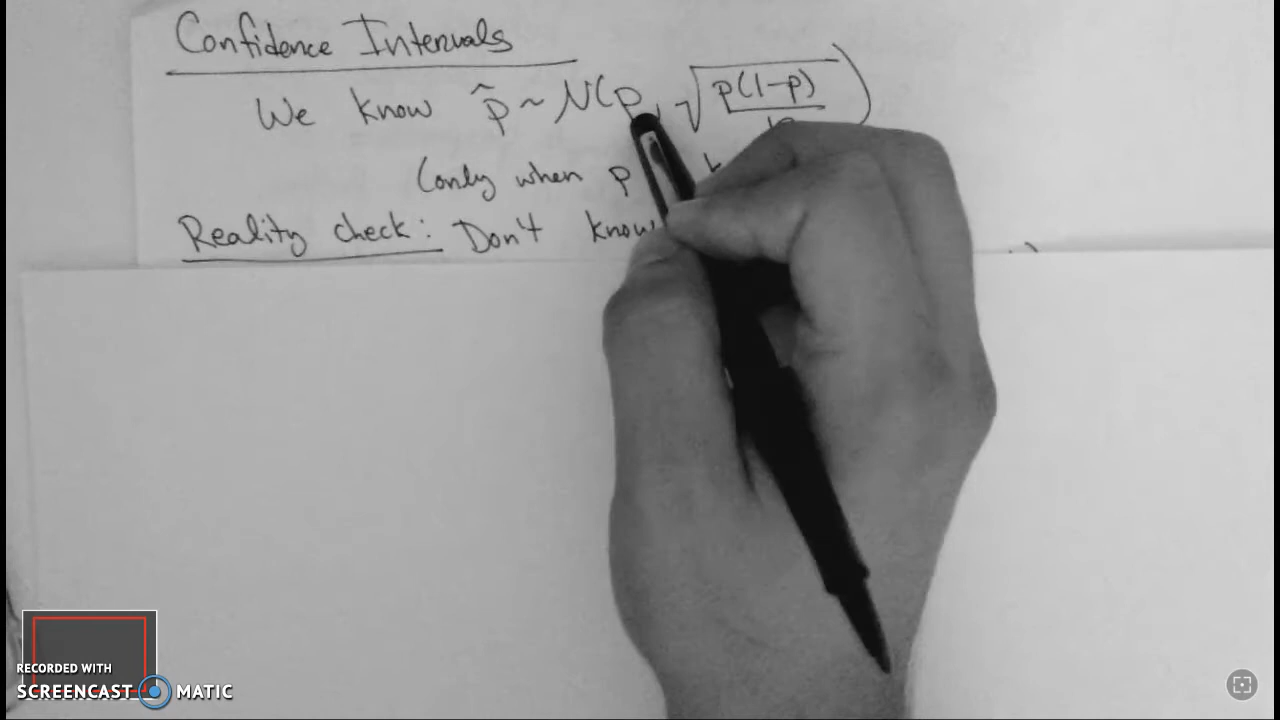 Confidence Intervals
We know p̂ ~ N(p, √(p(1-p)/n))
(only when p
Reality check: Don't know
RECORDED WITH
SCREENCAST MATIC